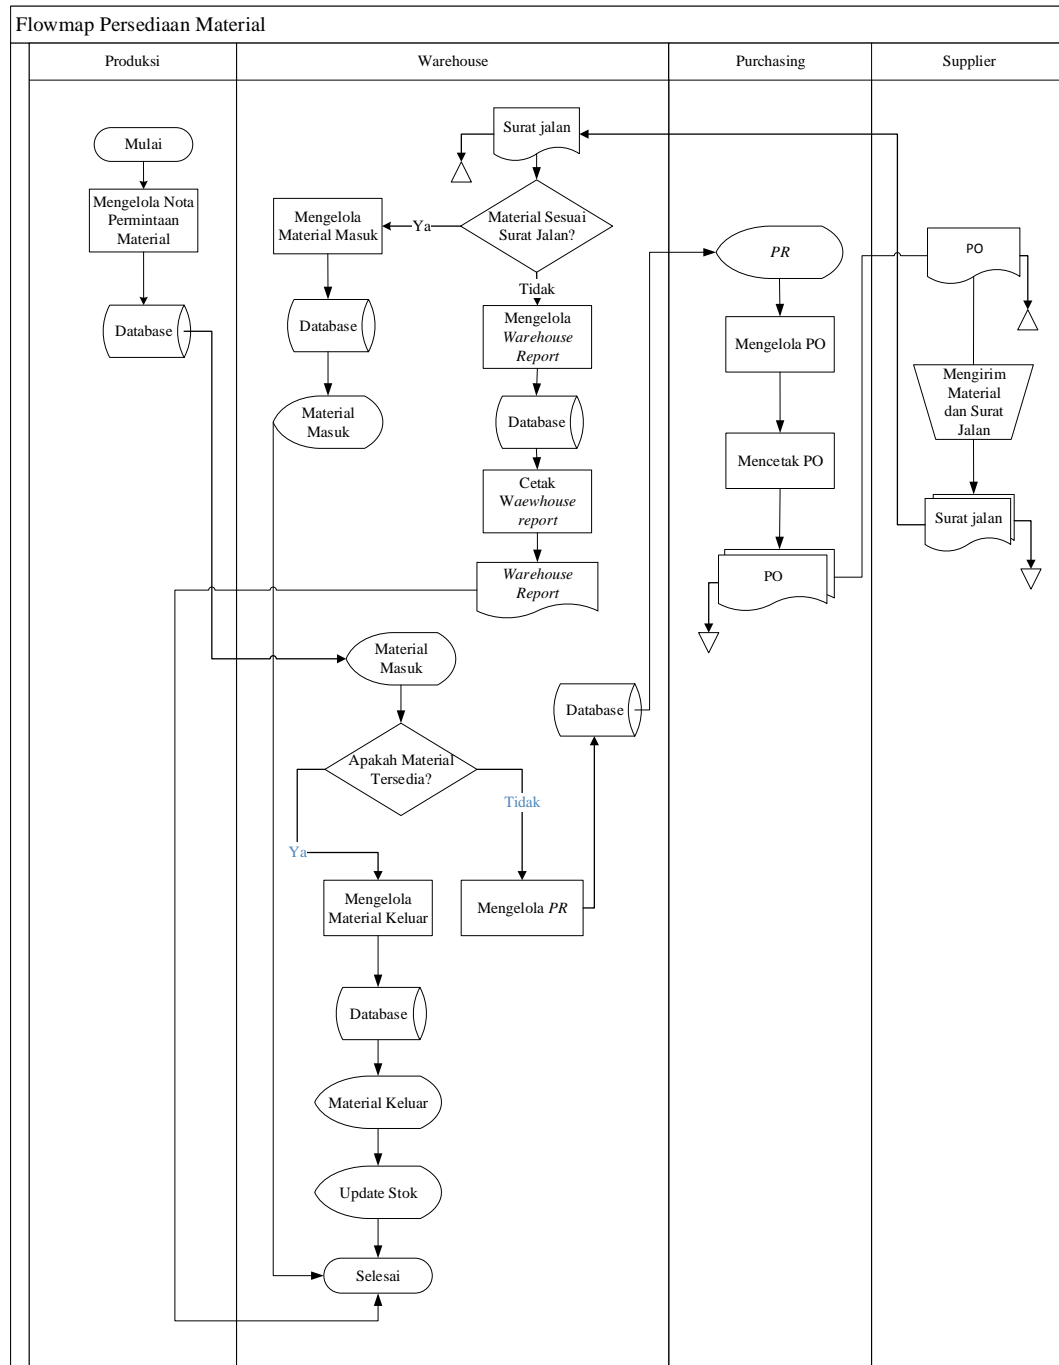 Flowmap Persediaan Material
Produksi
Warehouse
Purchasing
Supplier
Mulai
Mengelola Nota
Permintaan
Material
Database
Surat jalan
Material Sesuai
Surat Jalan?
Ya
Mengelola
Material Masuk
Database
Material
Masuk
Tidak
Mengelola
Warehouse
Report
Database
Cetak
Waewhouse
report
Warehouse
Report
Material
Masuk
Apakah Material
Tersedia?
Ya
Tidak
Mengelola
Material Keluar
Mengelola PR
Database
Database
Material Keluar
Update Stok
Selesai
PR
Mengelola PO
Mencetak PO
PO
PO
Mengirim
Material
dan Surat
Jalan
Surat jalan